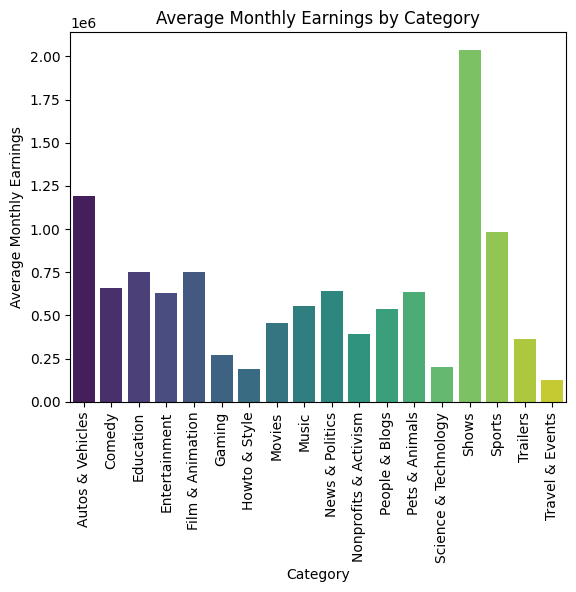 Average Monthly Earnings by Category
1e6
2.00
1.75
1.50
1.25
1.00
0.75
0.50
0.25
0.00
Average Monthly Earnings
Autos & Vehicles
Comedy
Education
Entertainment
Film & Animation
Gaming
Howto & Style
Movies
Music
News & Politics
Nonprofits & Activism
People & Blogs
Pets & Animals
Science & Technology
Shows
Sports
Trailers
Travel & Events
Category